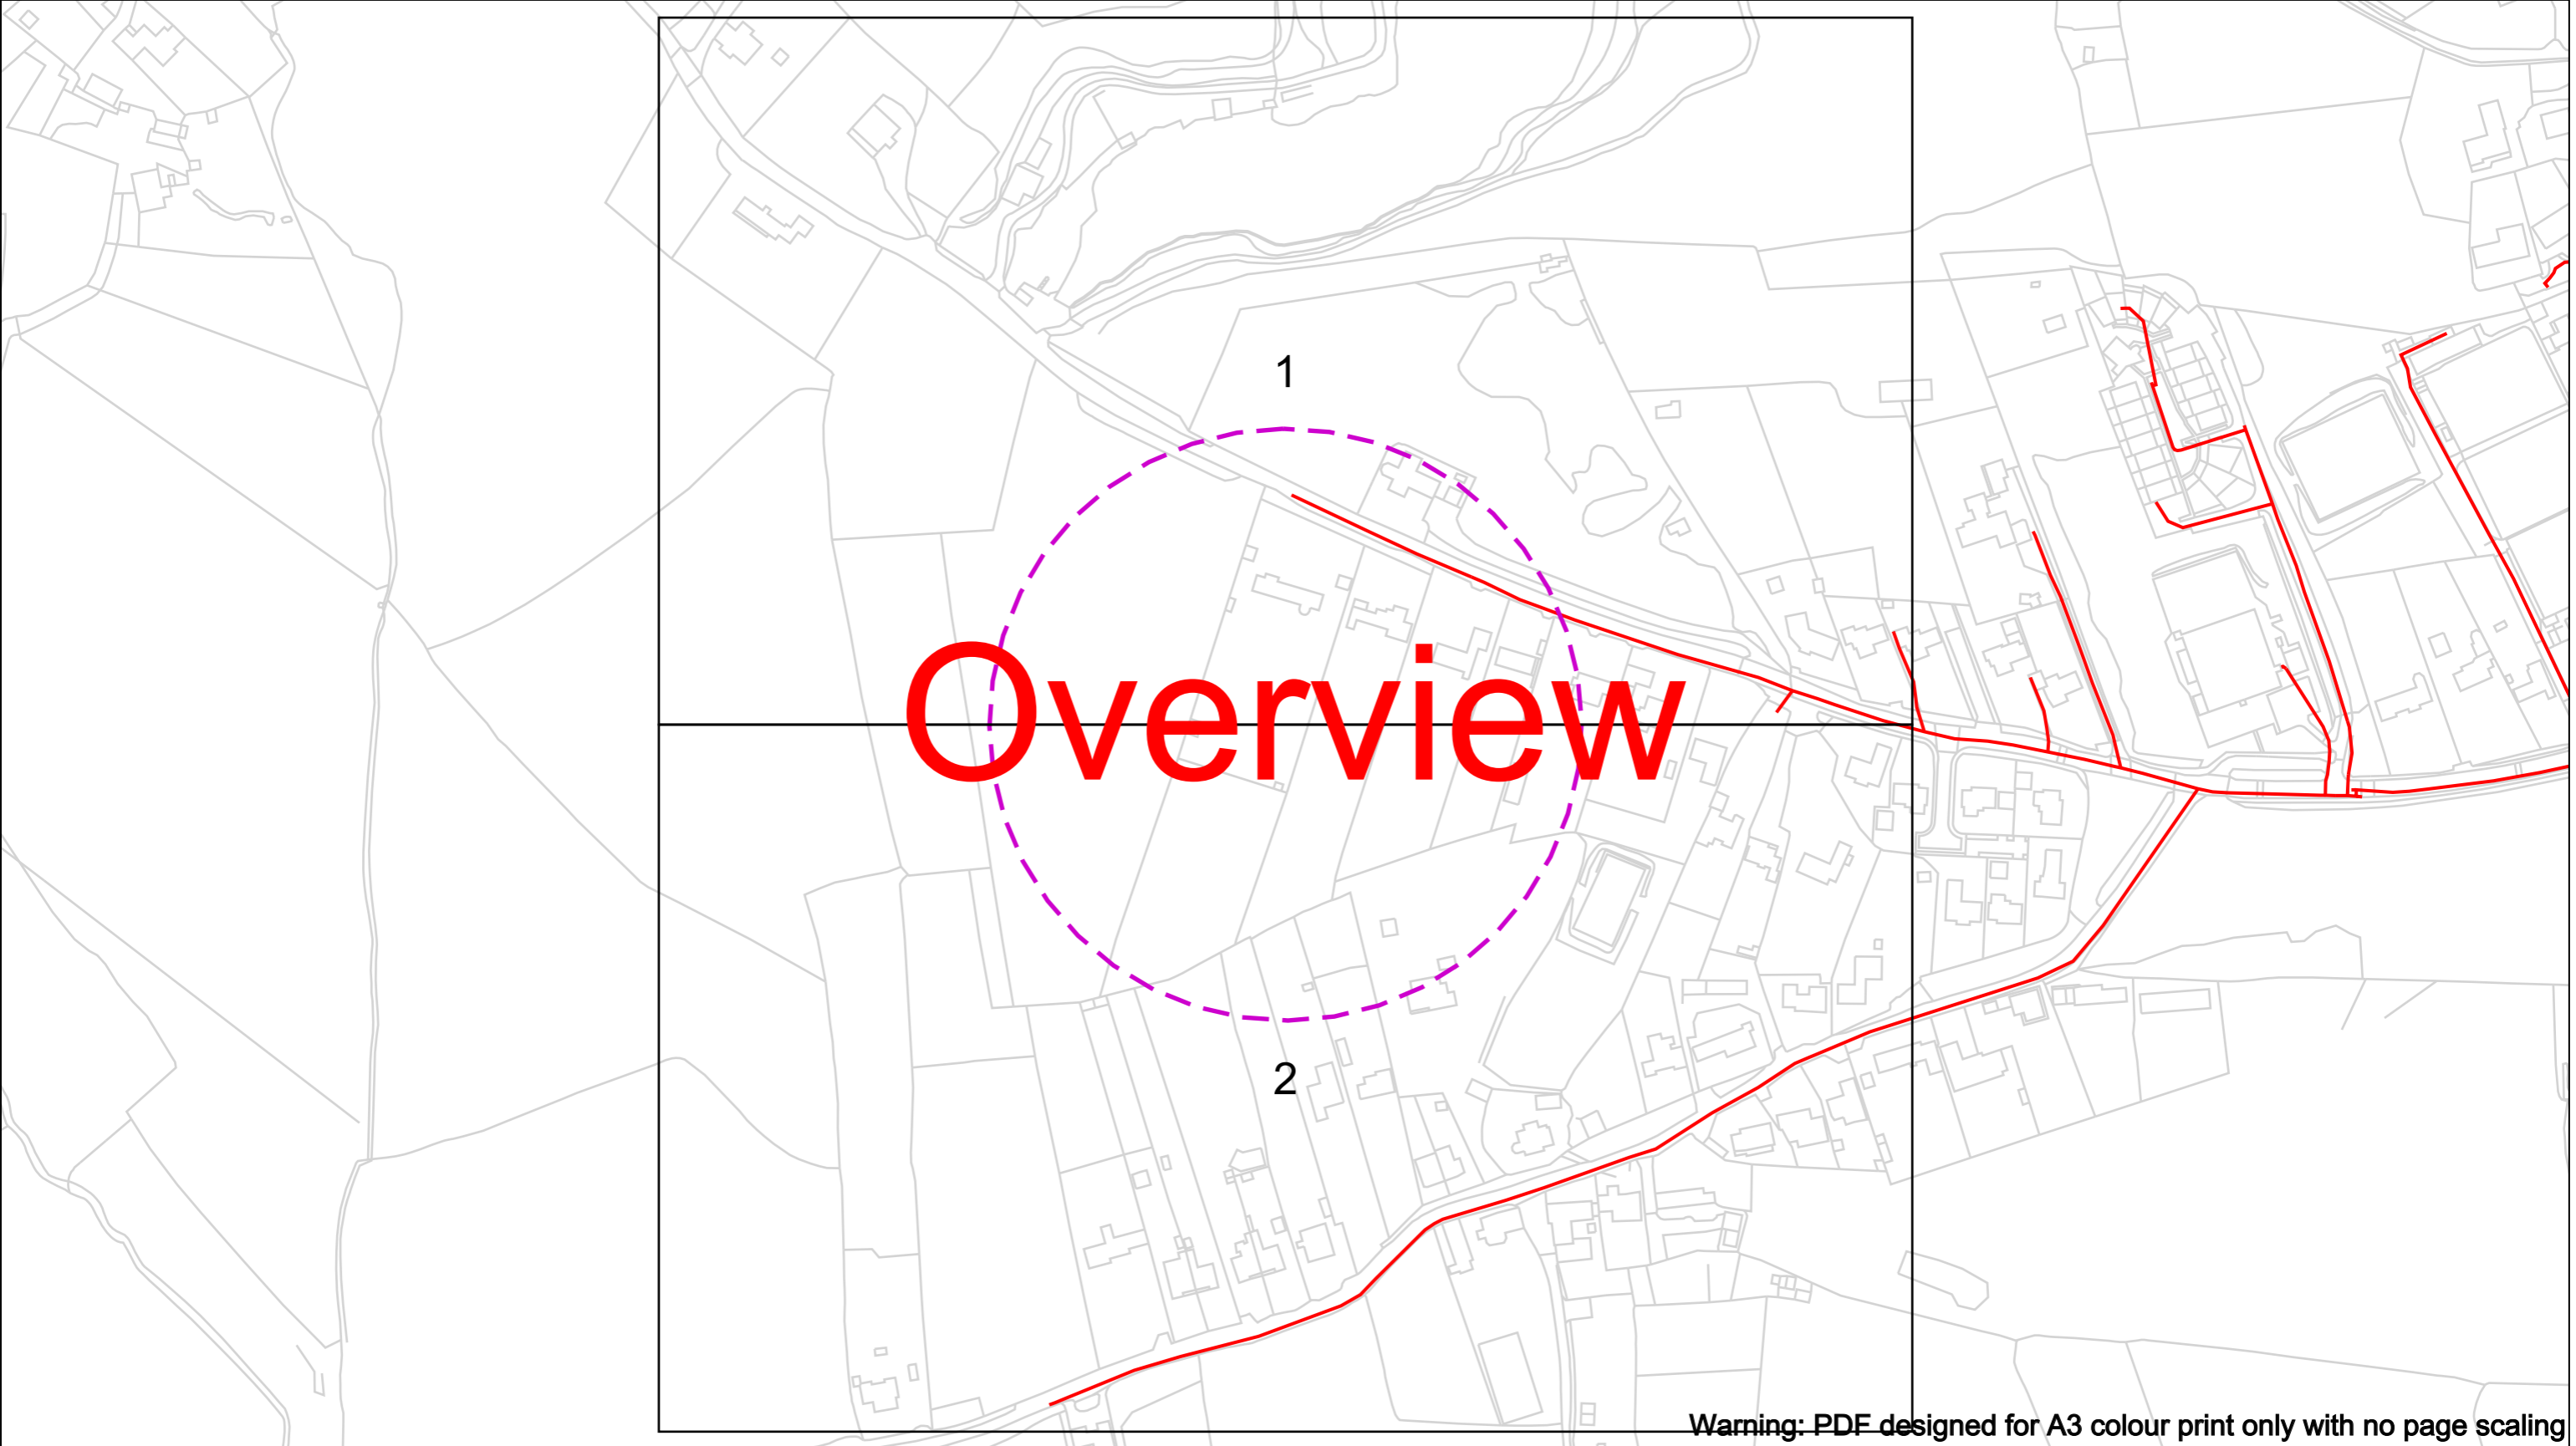 1
Overview
2
Warning: PDF designed for A3 colour print only with no page scaling